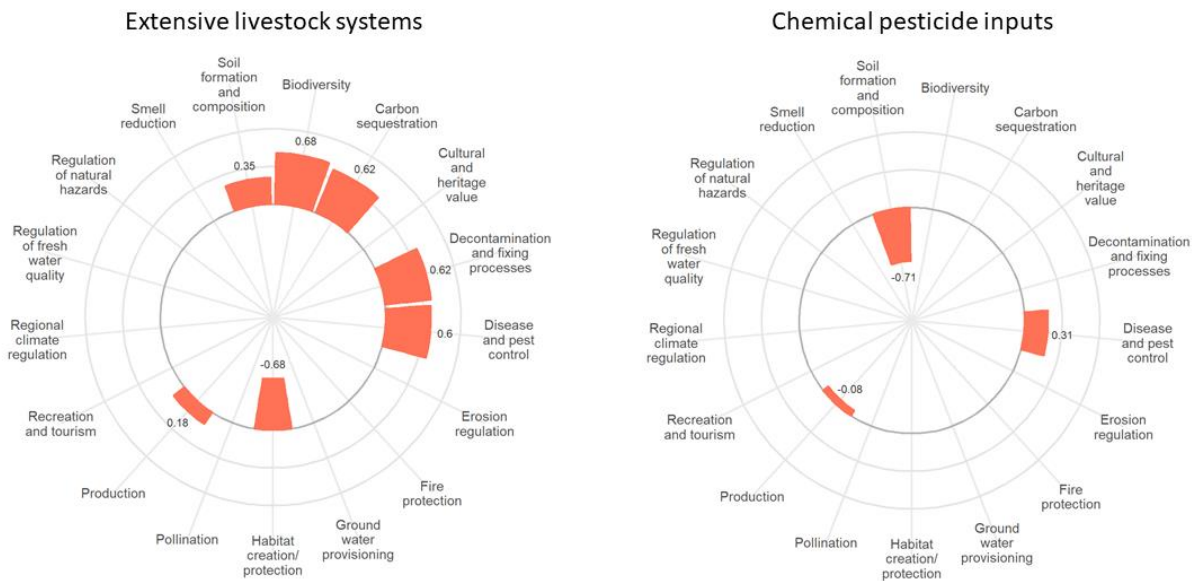 Extensive livestock systems
Soil
formation
and
composition
Biodiversity
Carbon
sequestration
Cultural
and
heritage
value
Decontamination
and fixing
processes
Disease
and pest
control
Erosion
regulation
Fire
protection
Ground
water
provisioning
Habitat
creation/
protection
Pollination
Production
Recreation
and tourism
Regional
climate
regulation
Regulation
of fresh
water
quality
Regulation
of natural
hazards
Smell
reduction
0.35
0.68
0.62
0.62
0.6
-0.68
0.18
Chemical pesticide inputs
Soil
formation
and
composition
Biodiversity
Carbon
sequestration
Cultural
and
heritage
value
Decontamination
and fixing
processes
Disease
and pest
control
Erosion
regulation
Fire
protection
Ground
water
provisioning
Habitat
creation/
protection
Pollination
Production
Recreation
and tourism
Regional
climate
regulation
Regulation
of fresh
water
quality
Regulation
of natural
hazards
Smell
reduction
-0.71
0.31
-0.08